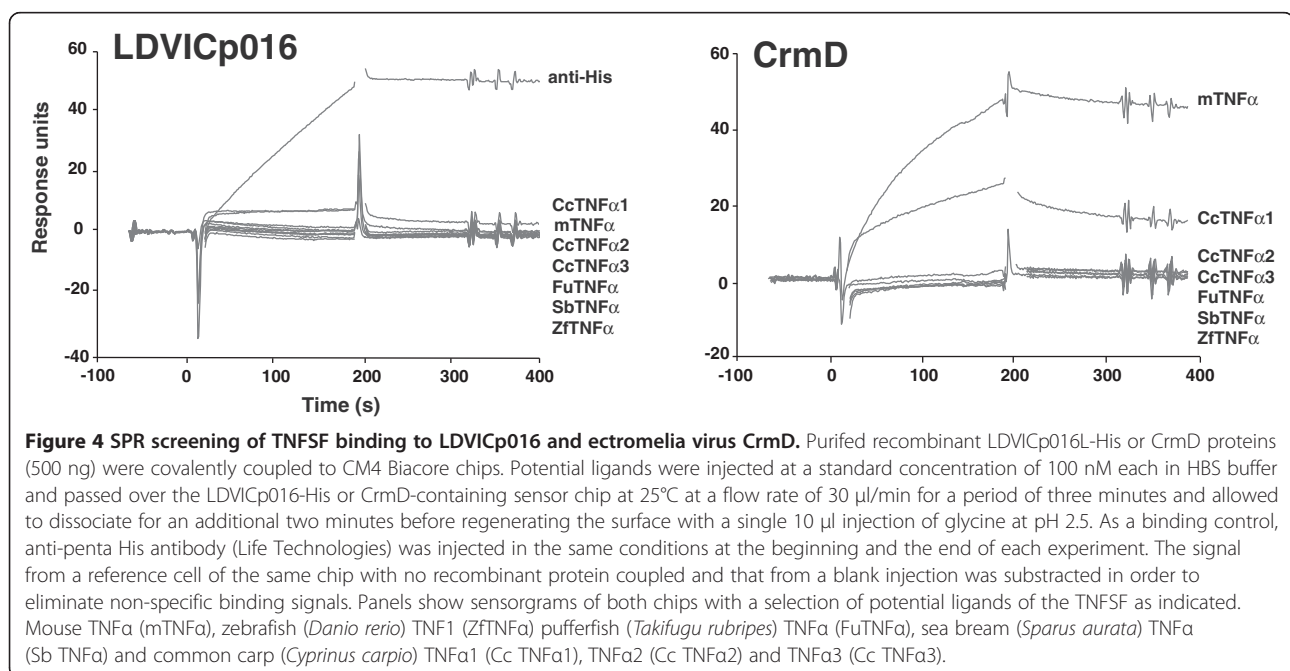 LDVICp016
60
40
20
0
-20
-40
Response units
-100
0
100
200
300
400
Time (s)
anti-His
CcTNFα1
mTNFα
CcTNFα2
CcTNFα3
FuTNFα
SbTNFα
ZfTNFα
CrmD
60
40
20
0
-20
-100
0
100
200
300
400
mTNFα
CcTNFα1
CcTNFα2
CcTNFα3
FuTNFα
SbTNFα
ZfTNFα
Figure 4 SPR screening of TNFSF binding to LDVICp016 and ectromelia virus CrmD. Purifed recombinant LDVICp016L-His or CrmD proteins
(500 ng) were covalently coupled to CM4 Biacore chips. Potential ligands were injected at a standard concentration of 100 nM each in HBS buffer
and passed over the LDVICp016-His or CrmD-containing sensor chip at 25°C at a flow rate of 30 μl/min for a period of three minutes and allowed
to dissociate for an additional two minutes before regenerating the surface with a single 10 μl injection of glycine at pH 2.5. As a binding control,
anti-penta His antibody (Life Technologies) was injected in the same conditions at the beginning and the end of each experiment. The signal
from a reference cell of the same chip with no recombinant protein coupled and that from a blank injection was substracted in order to
eliminate non-specific binding signals. Panels show sensorgrams of both chips with a selection of potential ligands of the TNFSF as indicated.
Mouse TNFα (mTNFα), zebrafish (Danio rerio) TNF1 (ZfTNFα) pufferfish (Takifugu rubripes) TNFα (FuTNFα), sea bream (Sparus aurata) TNFα
(Sb TNFα) and common carp (Cyprinus carpio) TNFα1 (Cc TNFα1), TNFα2 (Cc TNFα2) and TNFα3 (Cc TNFα3).